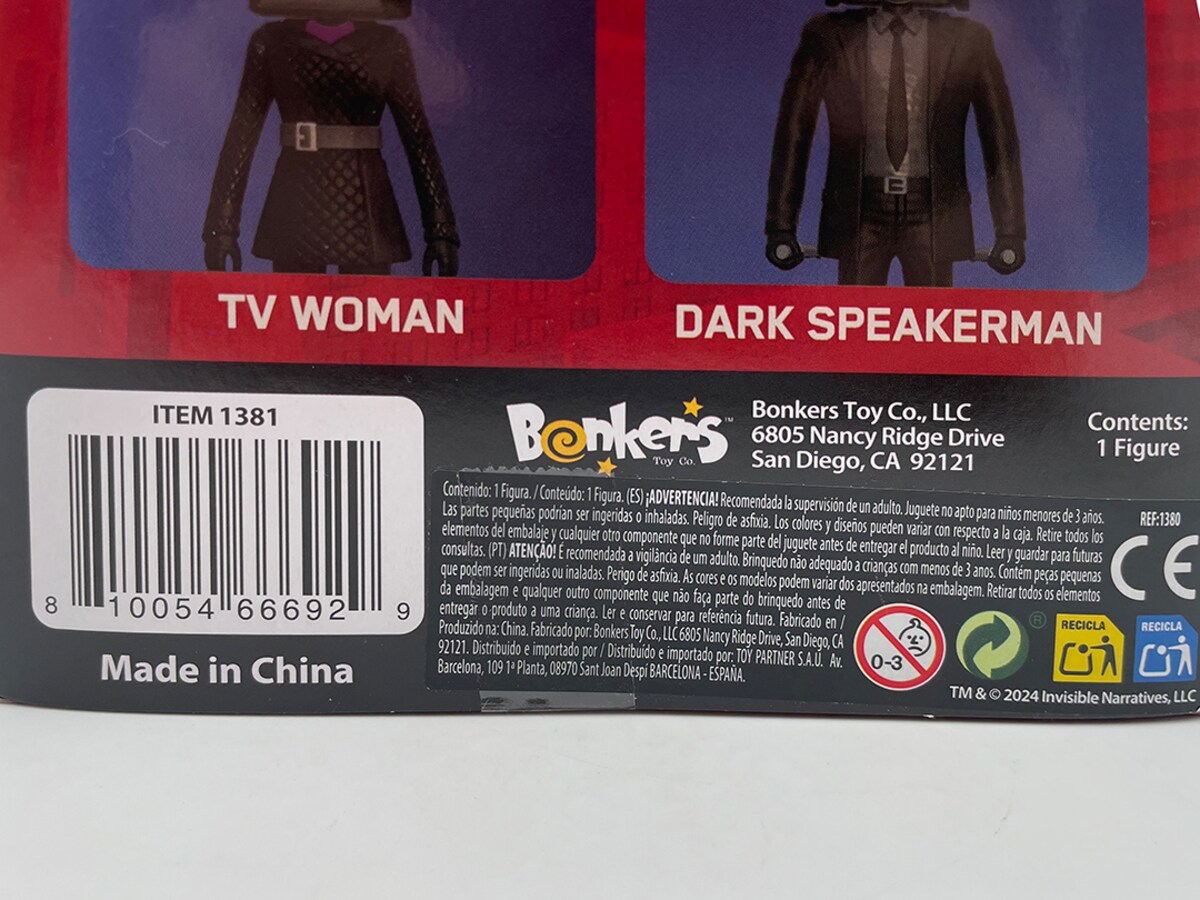 TV WOMAN
DARK SPEAKERMAN
ITEM 1381
8 10054 66692 9
Made in China
Bonkers™
Toy Co.
Bonkers Toy Co., LLC
6805 Nancy Ridge Drive
San Diego, CA 92121
Contents:
1 Figure
Contenido: 1 Figura. / Conteúdo: 1 Figura. (ES) ¡ADVERTENCIA! Recomendada la supervisión de un adulto. Juguete no apto para niños menores de 3 años.
Las partes pequeñas podrían ser ingeridas o inhaladas. Peligro de asfixia. Los colores y diseños pueden variar con respecto a la caja. Retire todos los
elementos del embalaje y cualquier otro componente que no forme parte del juguete antes de entregar el producto al niño. Leer y guardar para futuras
consultas. (PT) ATENÇÃO! É recomendada a vigilância de um adulto. Brinquedo não adequado a crianças com menos de 3 anos. Contém peças pequenas
que podem ser ingeridas ou inaladas. Perigo de asfixia. As cores e os modelos podem variar dos apresentados na embalagem. Retirar todos os elementos
da embalagem e qualquer outro componente que não faça parte do brinquedo antes de
entregar o produto a uma criança. Ler e conservar para referência futura. Fabricado en /
Produzido na: China. Fabricado por: Bonkers Toy Co., LLC 6805 Nancy Ridge Drive, San Diego, CA
92121. Distribuido e importado por / Distribuído e importado por: TOY PARTNER S.A.U. Av.
Barcelona, 109 1ª Planta, 08970 Sant Joan Despí BARCELONA - ESPAÑA.
REF:1380
CE
0-3
®
RECICLA
RECICLA
TM & © 2024 Invisible Narratives, LLC